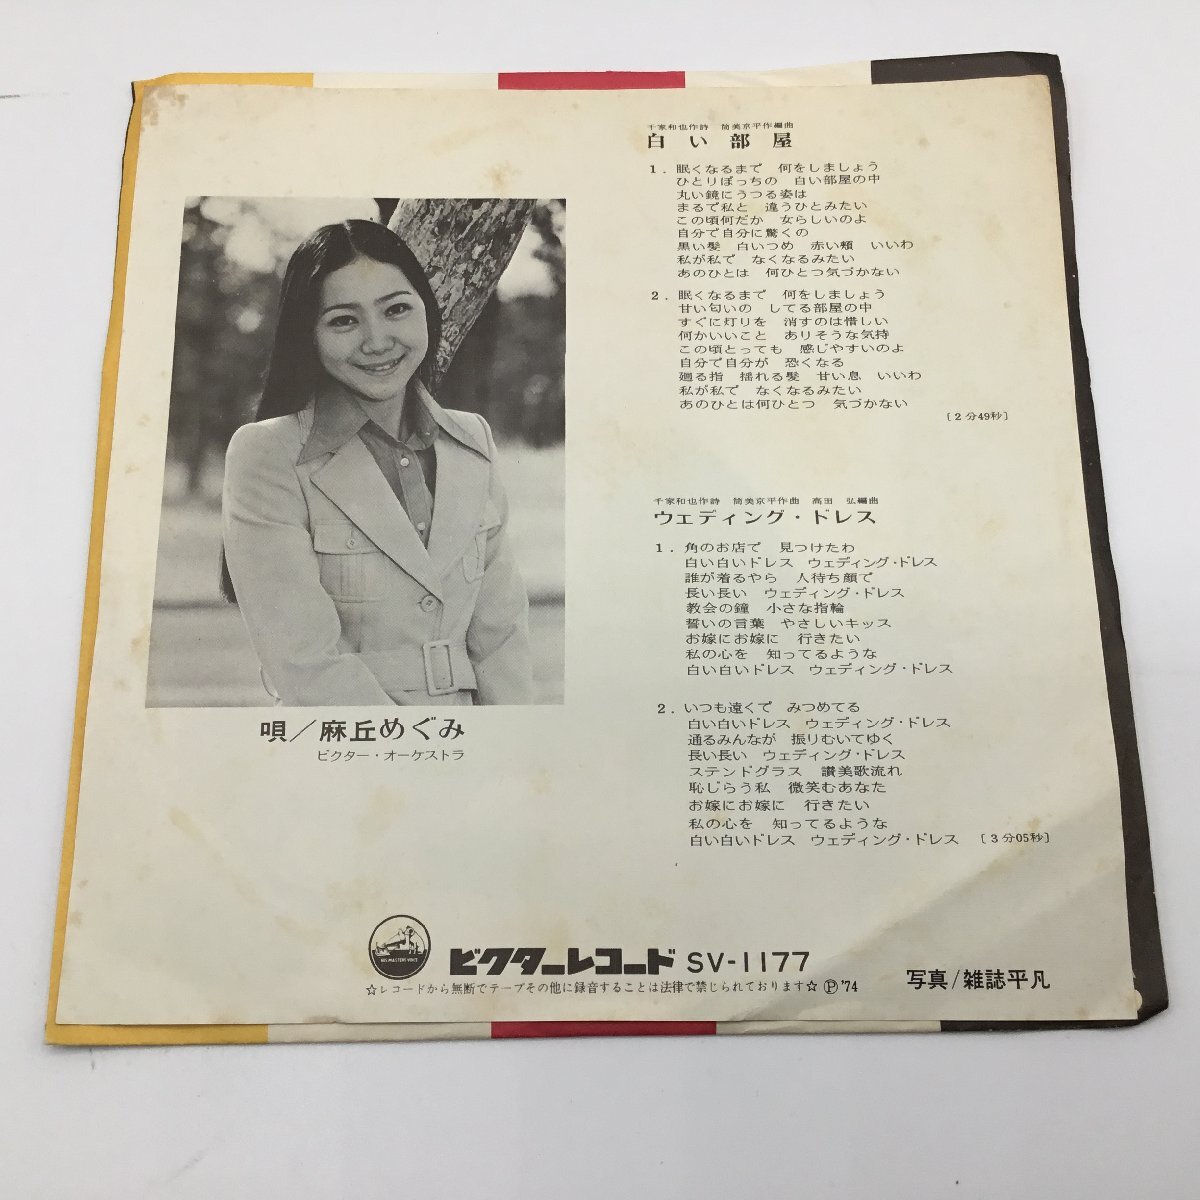 千家和也作詩 筒美京平作編曲
白い部屋
1. 眠くなるまで 何をしましょう
ひとりぼっちの 白い部屋の中
丸い鏡にうつる姿は
まるで私と 違うひとみたい
この頃何だか 女らしいのよ
自分で自分に驚くの
黒い髪 白いつめ 赤い頬 いいわ
私が私で なくなるみたい
あのひとは 何ひとつ気づかない
2. 眠くなるまで 何をしましょう
甘い匂いの してる部屋の中
すぐに灯りを 消すのは惜しい
何かいいこと ありそうな気持
この頃とっても 感じやすいのよ
自分で自分が 恐くなる
廻る指 揺れる髪 甘い息 いいわ
私が私で なくなるみたい
あのひとは何ひとつ 気づかない
[2分49秒]
千家和也作詩 筒美京平作曲 高田 弘編曲
ウェディング・ドレス
1. 角のお店で 見つけたわ
白い白いドレス ウェディング・ドレス
誰が着るやら 人待ち顔で
長い長い ウェディング・ドレス
教会の鐘 小さな指輪
誓いの言葉 やさしいキッス
お嫁にお嫁に 行きたい
私の心を 知ってるような
白い白いドレス ウェディング・ドレス
2. いつも遠くで みつめてる
白い白いドレス ウェディング・ドレス
通るみんなが 振りむいてゆく
長い長い ウェディング・ドレス
ステンドグラス 讃美歌流れ
恥じらう私 微笑むあなた
お嫁にお嫁に 行きたい
私の心を 知ってるような
白い白いドレス ウェディング・ドレス [3分05秒]
唄/麻丘めぐみ
ビクター・オーケストラ
HIS MASTERS VOICE
ビクターレコード SV-1177
☆レコードから無断でテープその他に録音することは法律で禁じられております☆ Ⓟ'74
写真/雑誌平凡